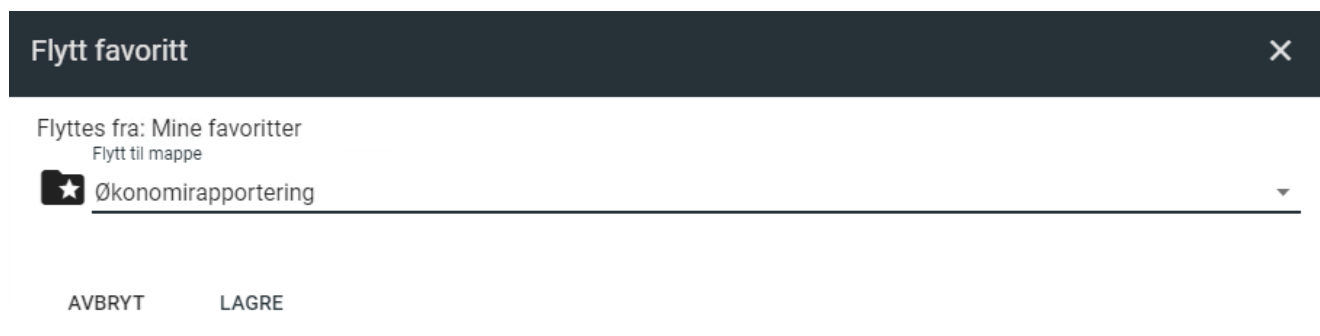 Flytt favoritt
Flyttes fra: Mine favoritter
Flytt til mappe
Økonomirapportering
AVBRYT LAGRE